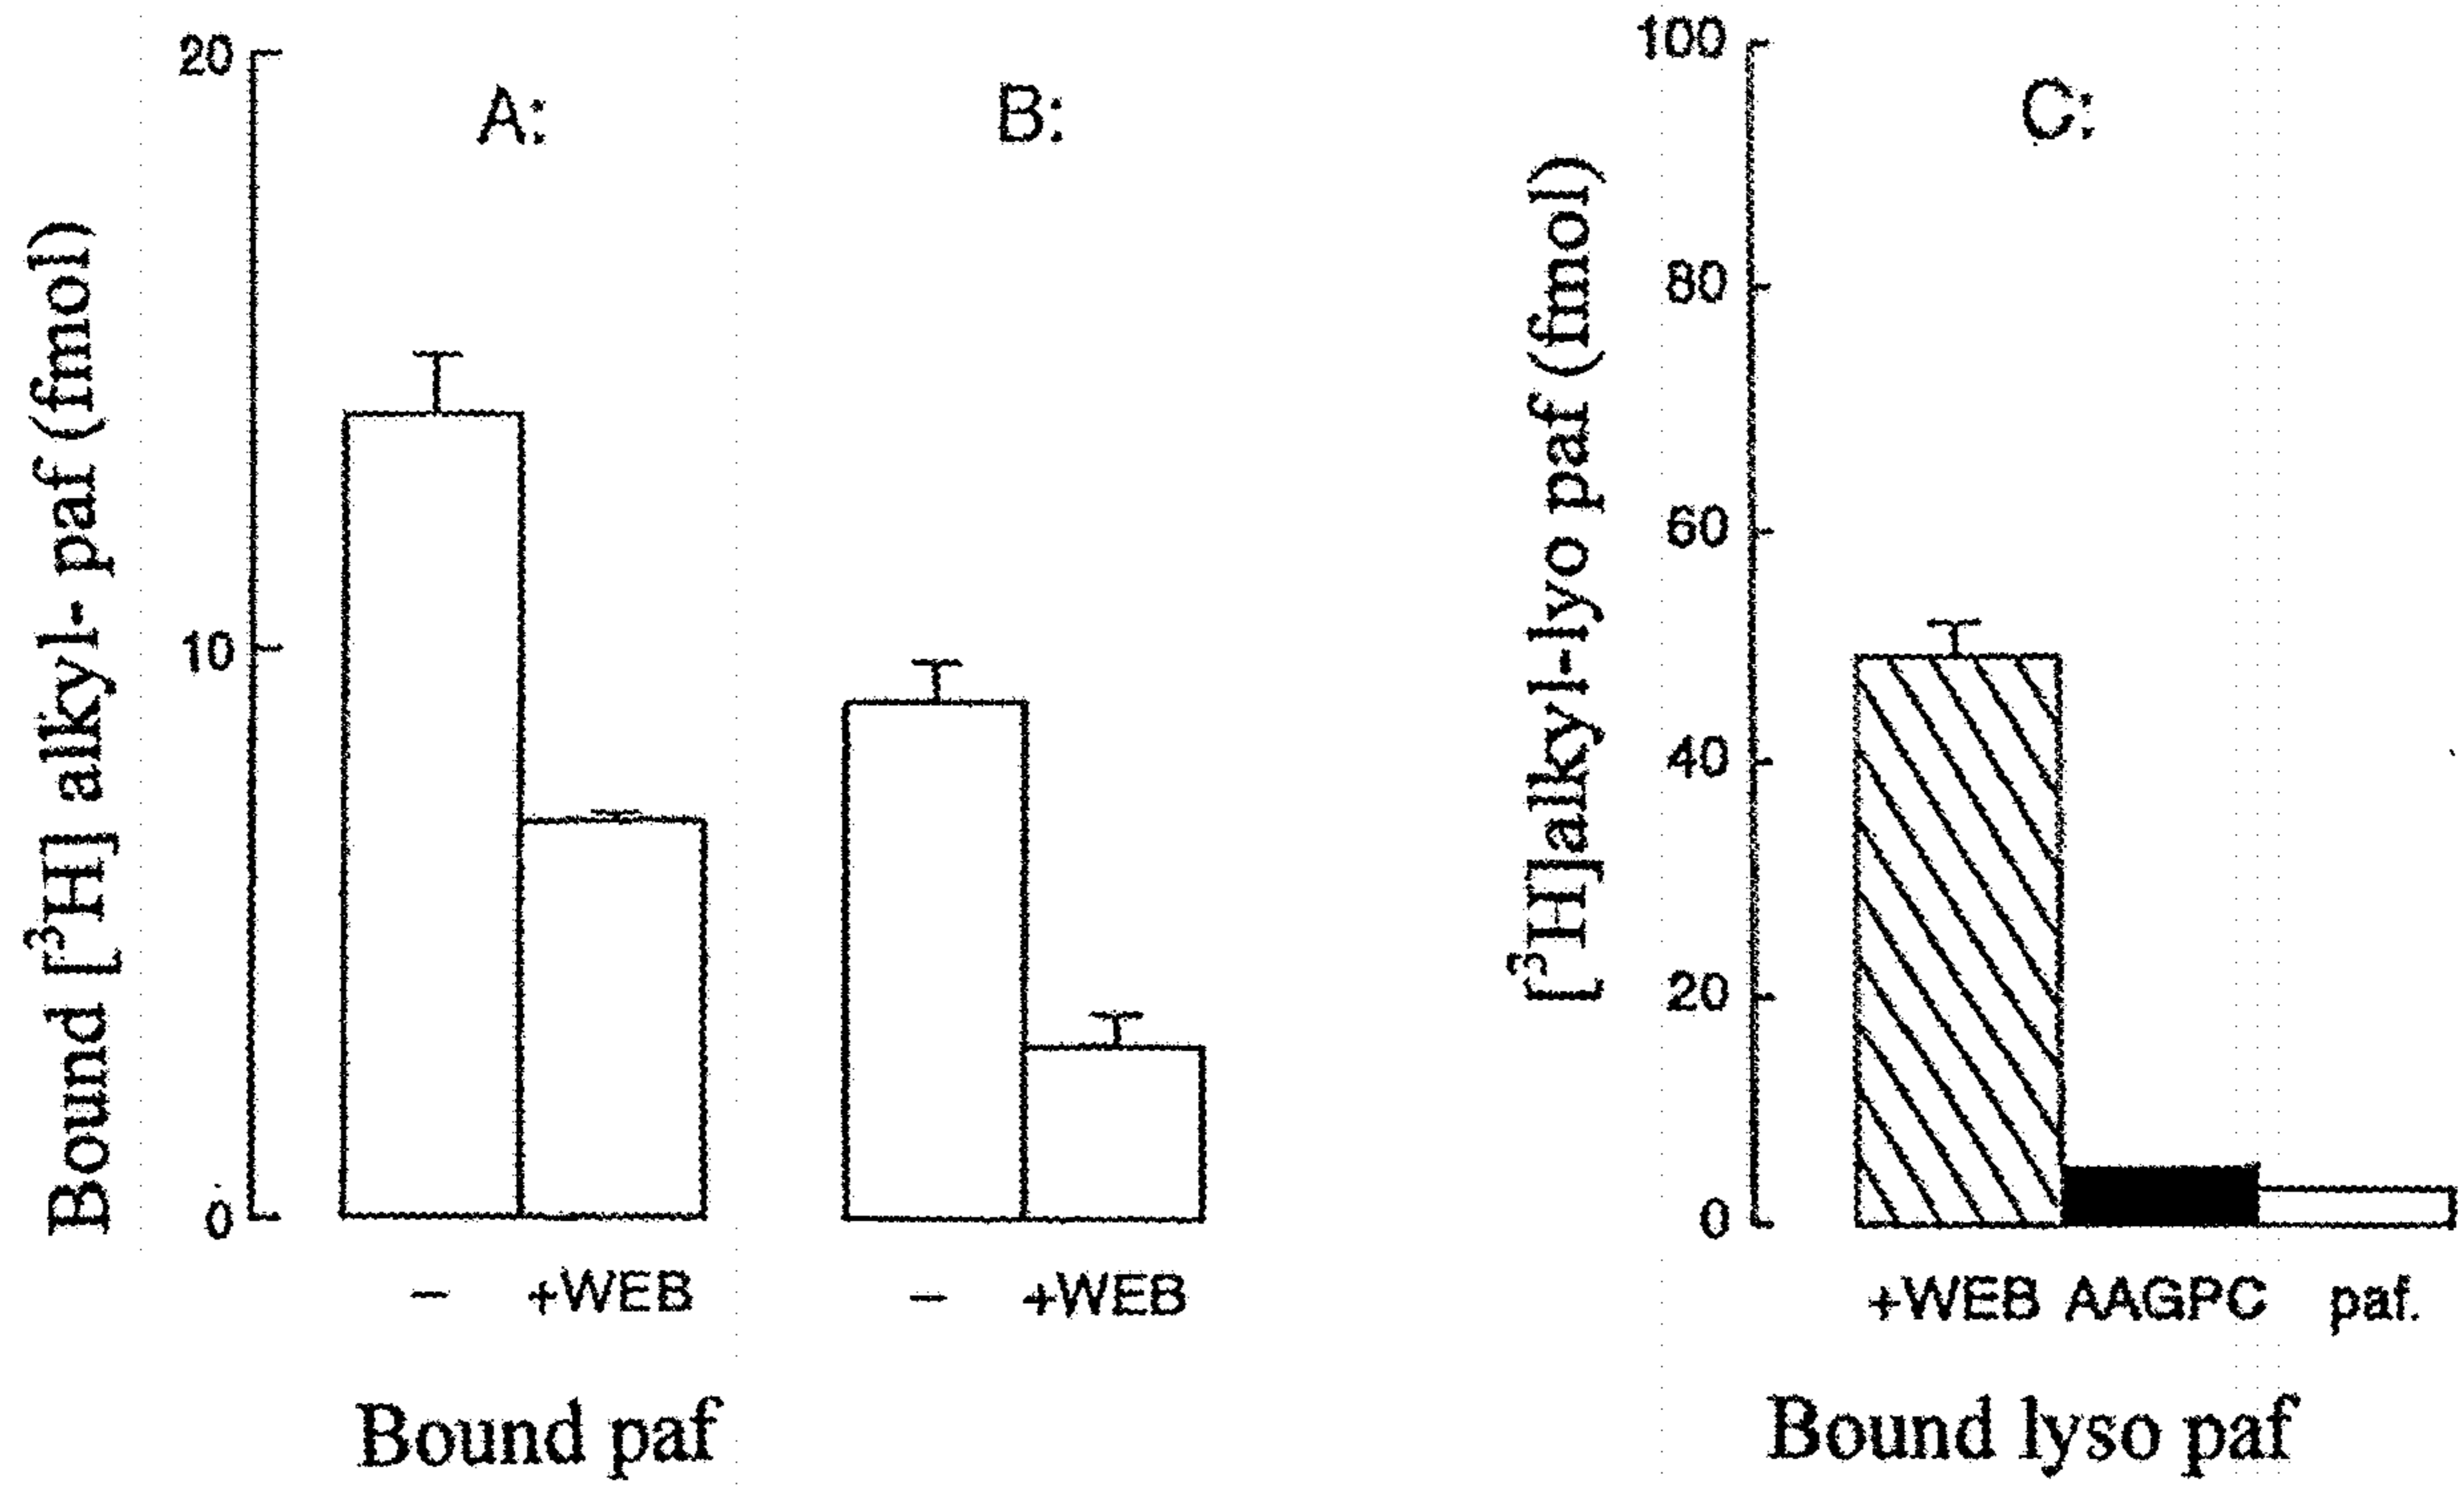 Bound [³H] alkyl- paf (fmol)
20
10
0
A:
B:
– +WEB
– +WEB
Bound paf
[³H]alkyl-lyo paf (fmol)
100
80
60
40
20
0
C:
+WEB AAGPC paf.
Bound lyso paf